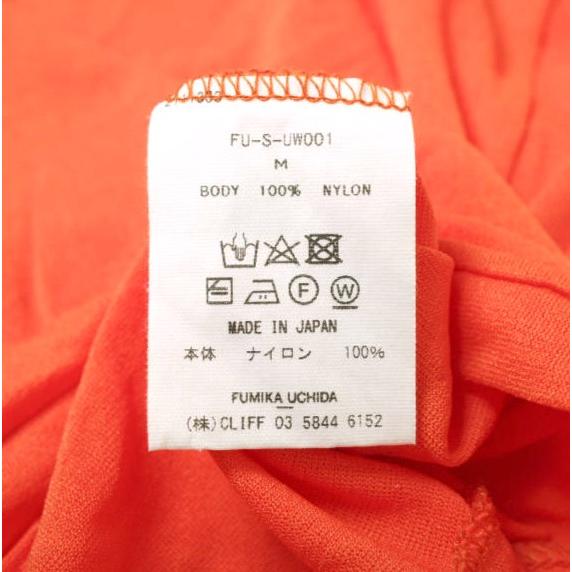 FU-S-UW001
M
BODY 100% NYLON
F W
MADE IN JAPAN
本体 ナイロン 100%
FUMIKA UCHIDA
(株)CLIFF 03 5844 6152